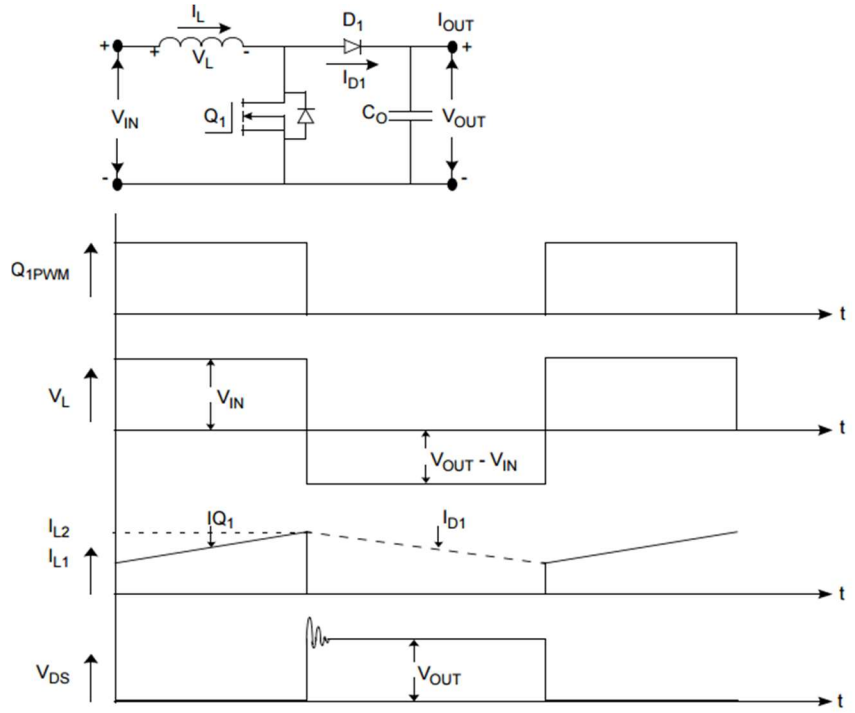 I_L D_1 I_OUT
+ + - +
V_L I_D1
V_IN Q_1 C_O V_OUT
- -
Q_1PWM t
V_L V_IN t
V_OUT - V_IN
I_L2 IQ_1 I_D1
I_L1 t
V_DS V_OUT t